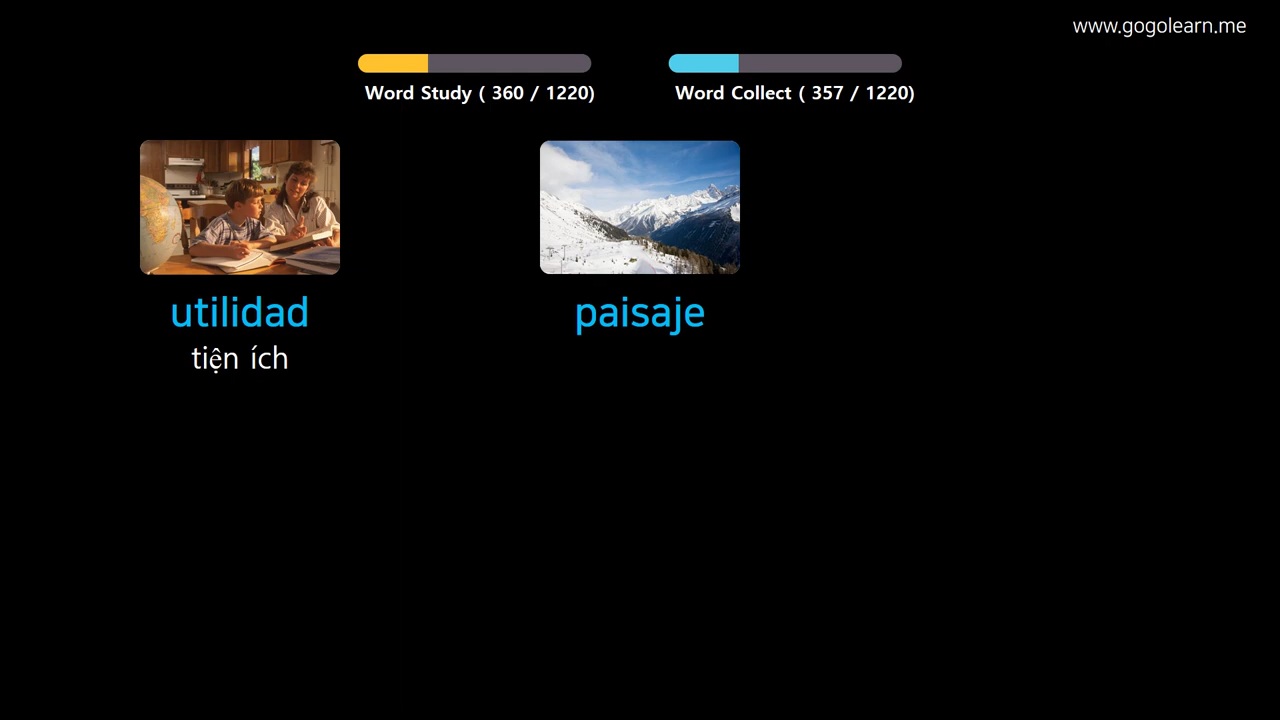 www.gogolearn.me
Word Study ( 360 / 1220)
Word Collect ( 357 / 1220)
utilidad
tiện ích
paisaje